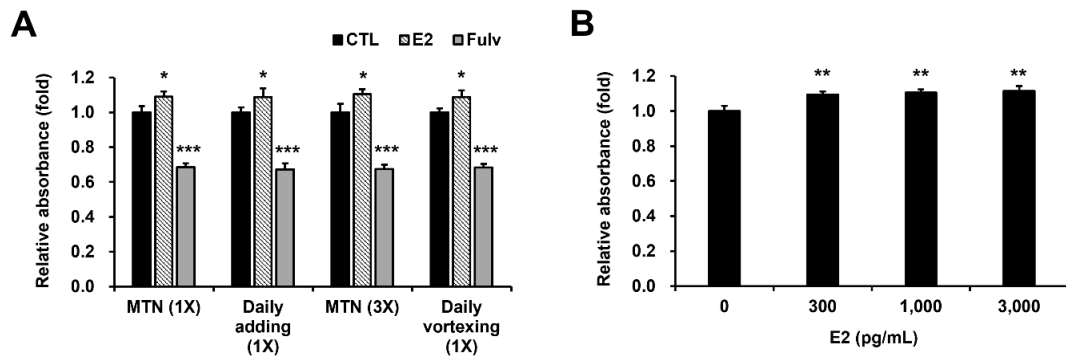 A
CTL E2 Fulv
Relative absorbance (fold)
1.2
1.0
0.8
0.6
0.4
0.2
0.0
* *** * *** * *** * ***
MTN (1X) Daily adding (1X) MTN (3X) Daily vortexing (1X)
B
Relative absorbance (fold)
1.2
1.0
0.8
0.6
0.4
0.2
0.0
** ** **
0 300 1,000 3,000
E2 (pg/mL)